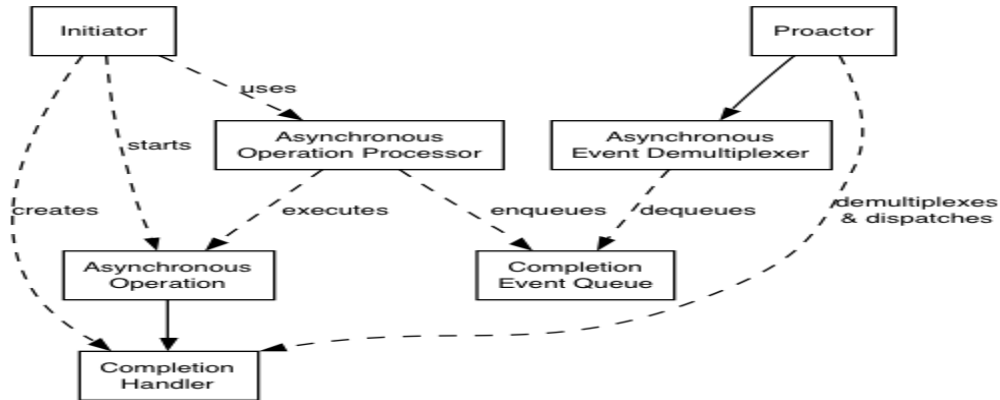 Initiator
Proactor
uses
Asynchronous
Operation Processor
Asynchronous
Event Demultiplexer
starts
creates
executes
enqueues
dequeues
demultiplexes
& dispatches
Asynchronous
Operation
Completion
Event Queue
Completion
Handler